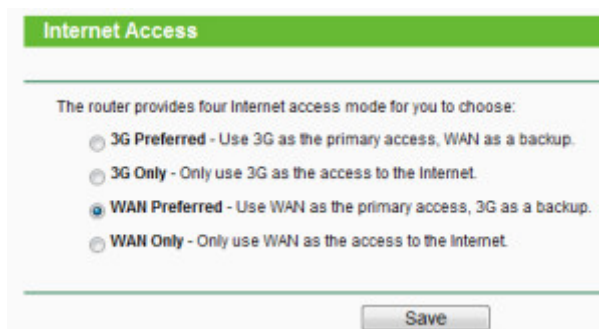 Internet Access
The router provides four Internet access mode for you to choose:
3G Preferred - Use 3G as the primary access, WAN as a backup.
3G Only - Only use 3G as the access to the Internet.
WAN Preferred - Use WAN as the primary access, 3G as a backup.
WAN Only - Only use WAN as the access to the Internet.
Save